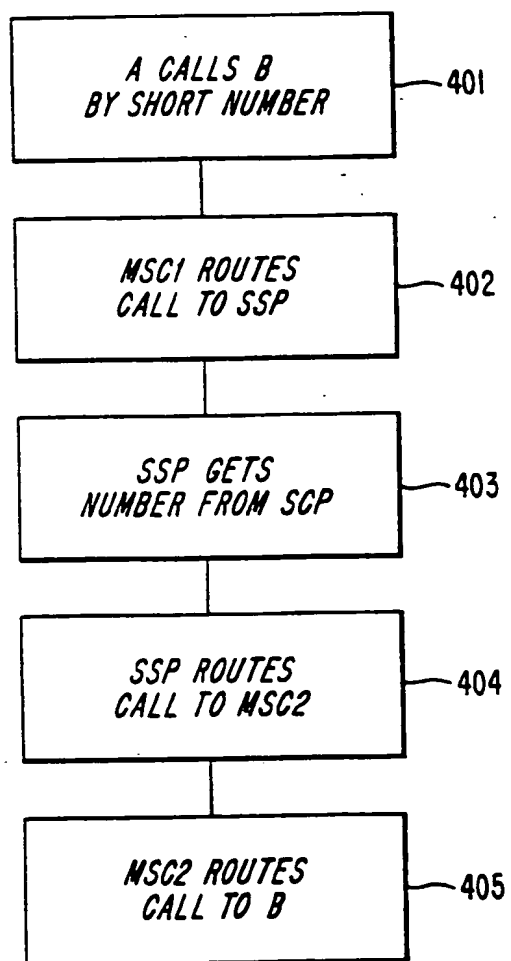 A CALLS B
BY SHORT NUMBER
401
MSC1 ROUTES
CALL TO SSP
402
SSP GETS
NUMBER FROM SCP
403
SSP ROUTES
CALL TO MSC2
404
MSC2 ROUTES
CALL TO B
405